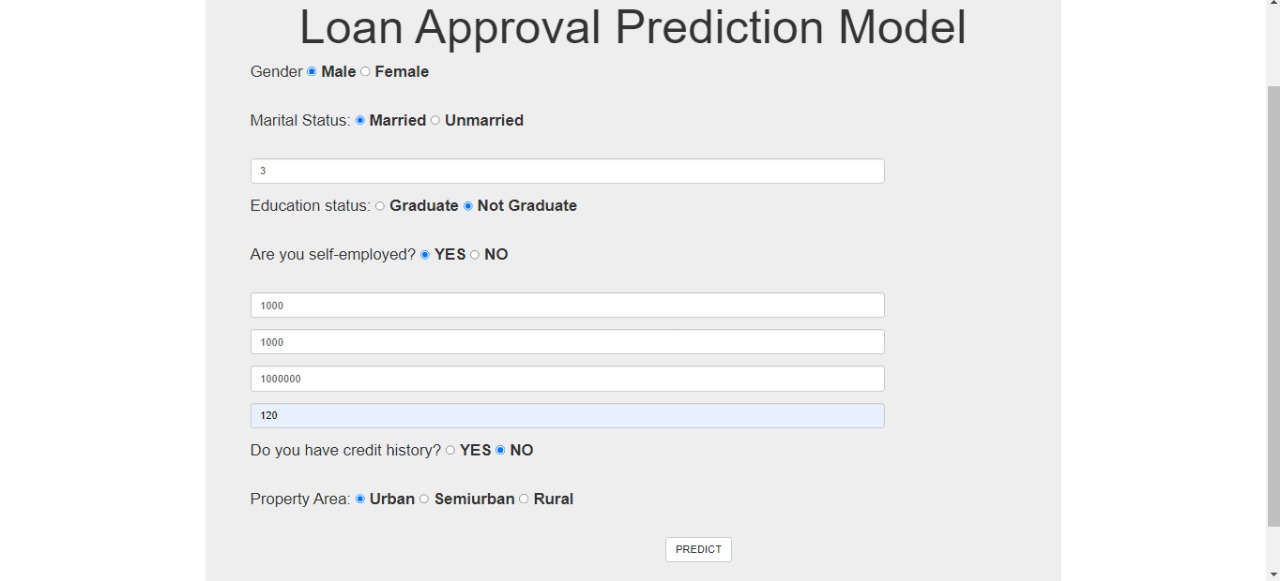 Loan Approval Prediction Model
Gender Male Female
Marital Status: Married Unmarried
3
Education status: Graduate Not Graduate
Are you self-employed? YES NO
1000
1000
1000000
120
Do you have credit history? YES NO
Property Area: Urban Semiurban Rural
PREDICT